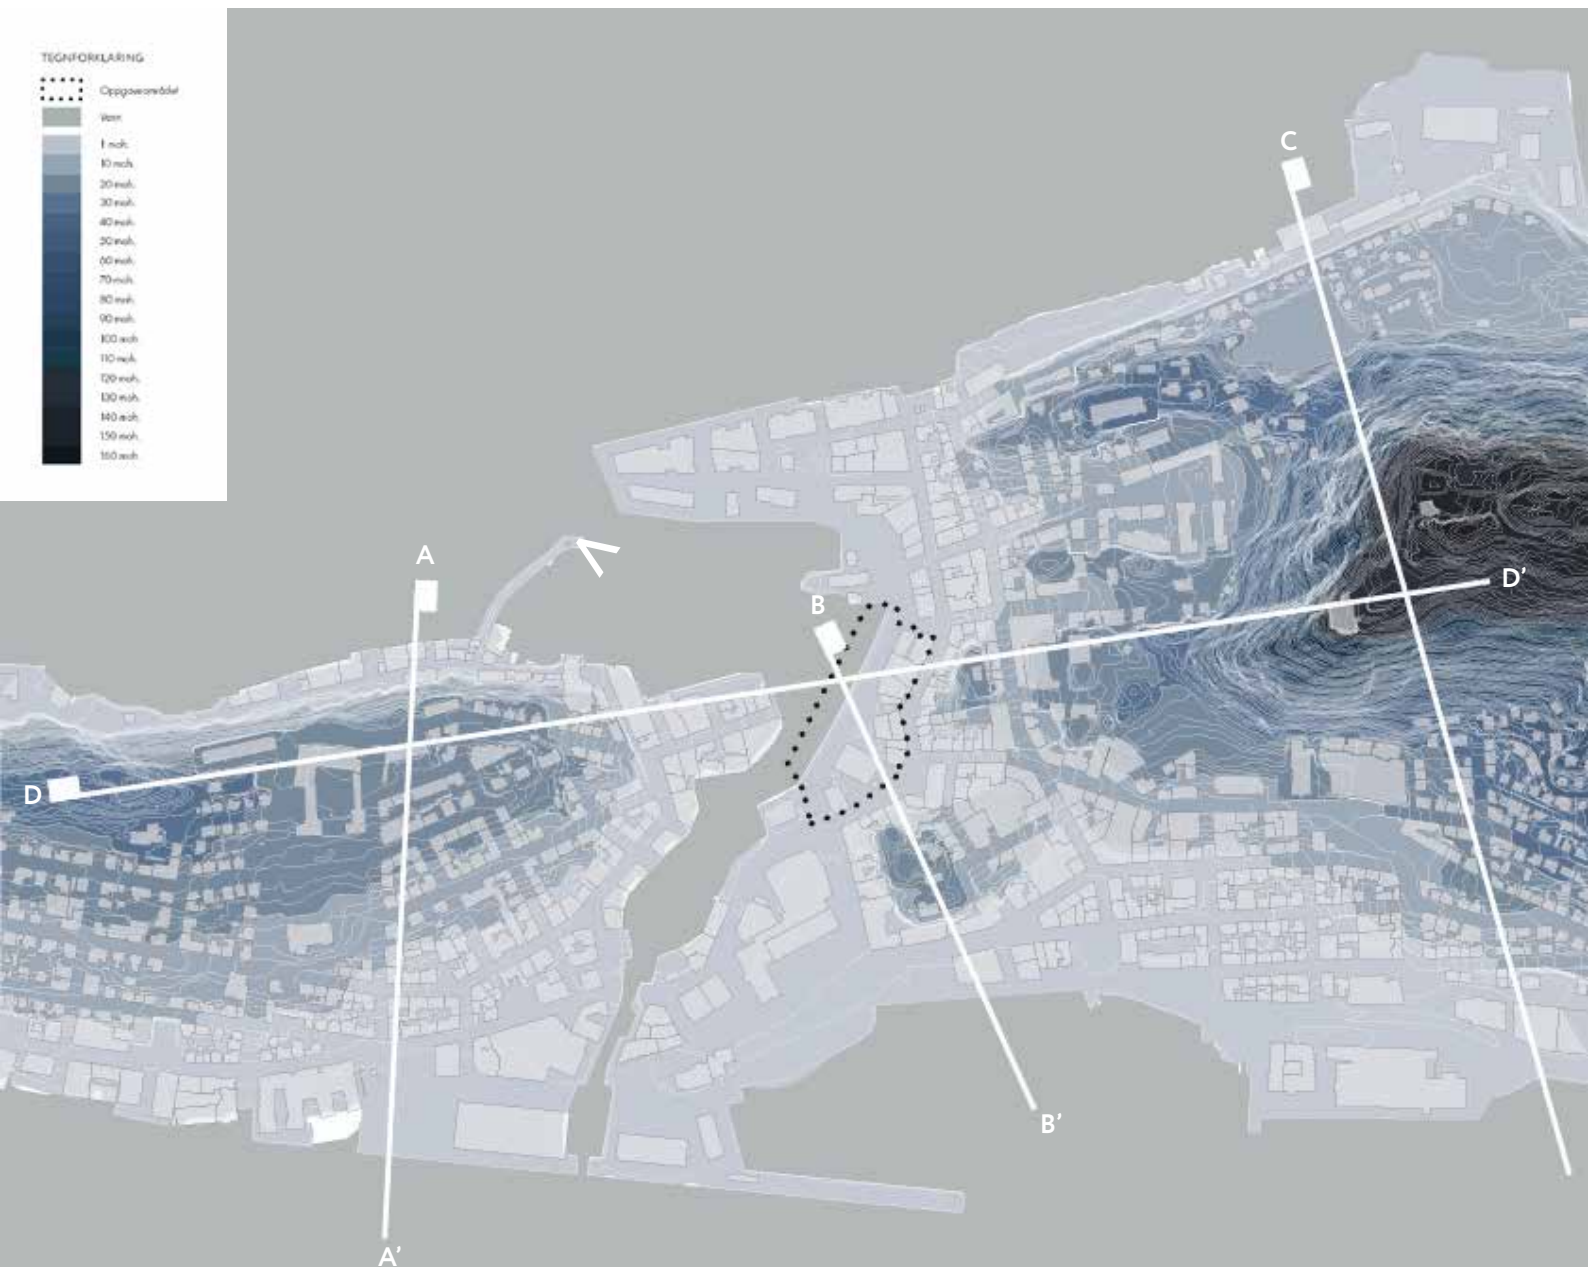 TEGNFORKLARING
Oppgaveområdet
Vann
1 moh.
10 moh.
20 moh.
30 moh.
40 moh.
50 moh.
60 moh.
70 moh.
80 moh.
90 moh.
100 moh.
110 moh.
120 moh.
130 moh.
140 moh.
150 moh.
160 moh.
C
A
B
D'
D
B'
A'